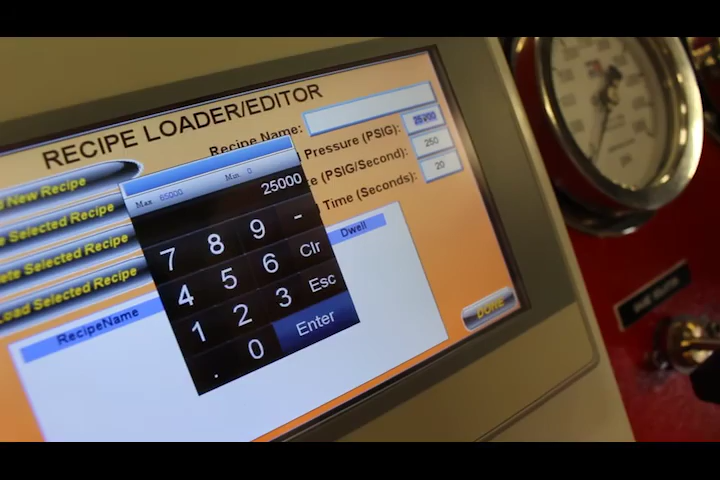 RECIPE LOADER/EDITOR
Recipe Name:
Pressure (PSIG): 25000
(PSIG/Second): 250
Time (Seconds): 20
New Recipe
Selected Recipe
Selected Recipe
Load Selected Recipe
Max 65000 Min 0
25000
7 8 9 -
4 5 6 Clr
1 2 3 Esc
. 0 Enter
RecipeName Dwell
DONE